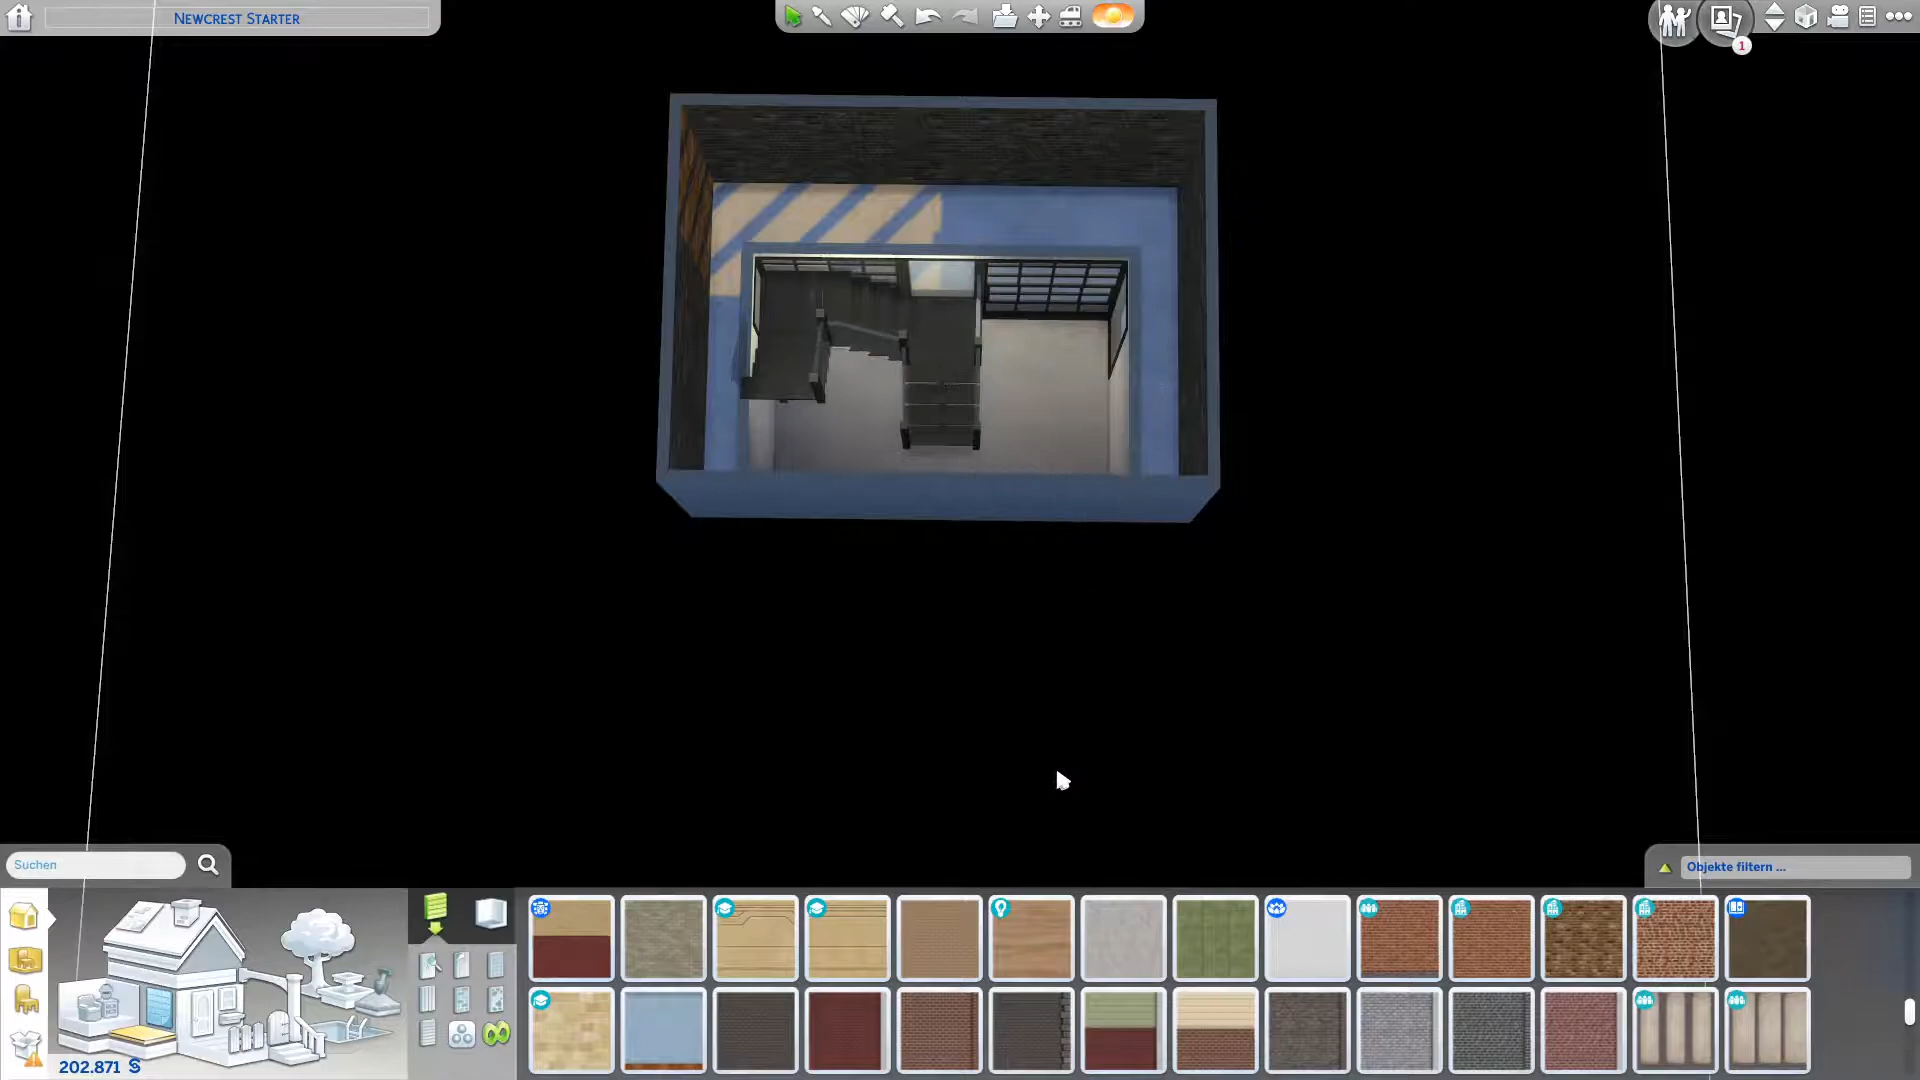 Newcrest Starter
1
Suchen
Objekte filtern ...
202.871 §